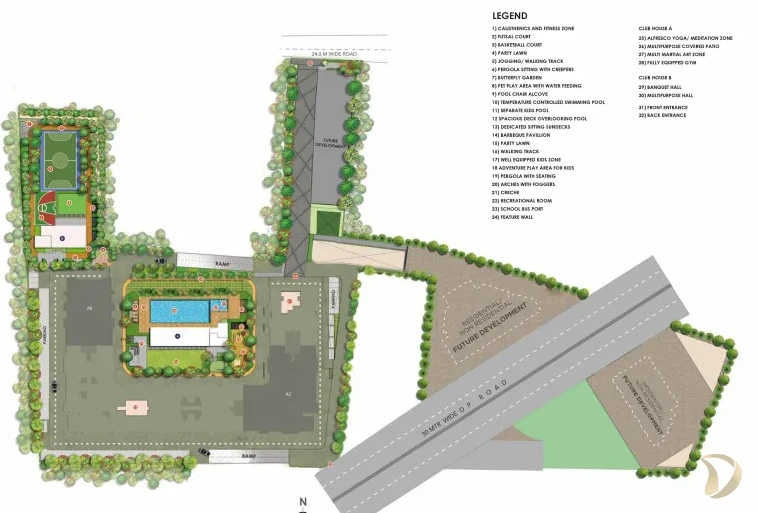 LEGEND
1) CALISTHENICS AND FITNESS ZONE
2) FUTSAL COURT
3) BASKETBALL COURT
4) PARTY LAWN
5) JOGGING/ WALKING TRACK
6) PERGOLA SITTING WITH CREEPERS
7) BUTTERFLY GARDEN
8) PET PLAY AREA WITH WATER FEEDING
9) POOL CHAIR ALCOVE
10) TEMPERATURE CONTROLLED SWIMMING POOL
11) SEPARATE KIDS POOL
12 SPACIOUS DECK OVERLOOKING POOL
13) DEDICATED SITTING SUNDECKS
14) BARBEQUE PAVILLION
15) PARTY LAWN
16) WALKING TRACK
17) WELL EQUIPPED KIDS ZONE
18 ADVENTURE PLAY AREA FOR KIDS
19) PERGOLA WITH SEATING
20) ARCHES WITH FOGGERS
21) CRECHE
22) RECREATIONAL ROOM
23) SCHOOL BUS PORT
24) FEATURE WALL
CLUB HOUSE A
25) ALFRESCO YOGA/ MEDITATION ZONE
26) MULTIPURPOSE COVERED PATIO
27) MULTI MARTIAL ART ZONE
28) FULLY EQUIPPED GYM
CLUB HOUSE B
29) BANQUET HALL
30) MULTIPURPOSE HALL
31) FRONT ENTRANCE
32) BACK ENTRANCE
24.0 M WIDE ROAD
FUTURE
DEVELOPMENT
RAMP
PARKING
PARKING
A2
RAMP
RESIDENTIAL/
NON RESIDENTIAL
FUTURE DEVELOPMENT
30 MTR WIDE D.P. ROAD
RESIDENTIAL/
NON RESIDENTIAL
FUTURE DEVELOPMENT
N